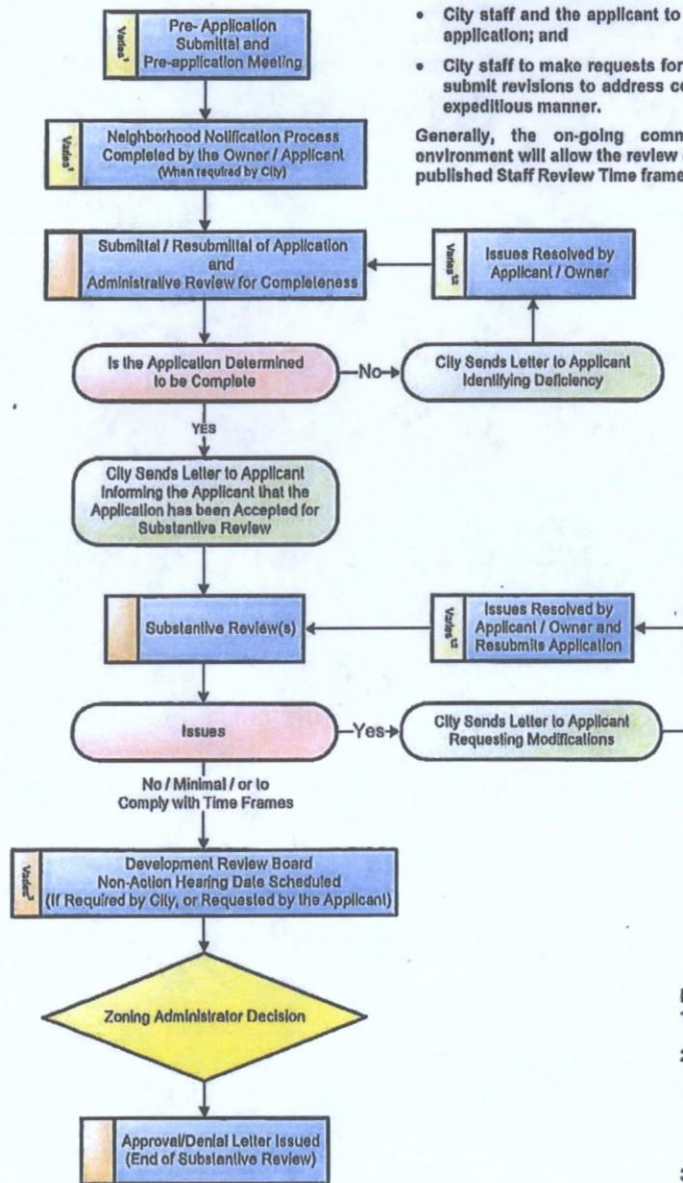 • City staff and the applicant to
application; and
• City staff to make requests for
submit revisions to address
expeditious manner.
Generally, the on-going
environment will allow the review
published Staff Review Time frame
Varies¹
Pre- Application
Submittal and
Pre-application Meeting
Varies¹
Neighborhood Notification Process
Completed by the Owner / Applicant
(When required by City)
Submittal / Resubmittal of Application
and
Administrative Review for Completeness
Varies¹²
Issues Resolved by
Applicant / Owner
Is the Application Determined
to be Complete
No
City Sends Letter to Applicant
Identifying Deficiency
YES
City Sends Letter to Applicant
Informing the Applicant that the
Application has been Accepted for
Substantive Review
Substantive Review(s)
Varies¹²
Issues Resolved by
Applicant / Owner and
Resubmits Application
Issues
Yes
City Sends Letter to Applicant
Requesting Modifications
No / Minimal / or to
Comply with Time Frames
Varies³
Development Review Board
Non-Action Hearing Date Scheduled
(If Required by City, or Requested by the Applicant)
Zoning Administrator Decision
Approval/Denial Letter Issued
(End of Substantive Review)